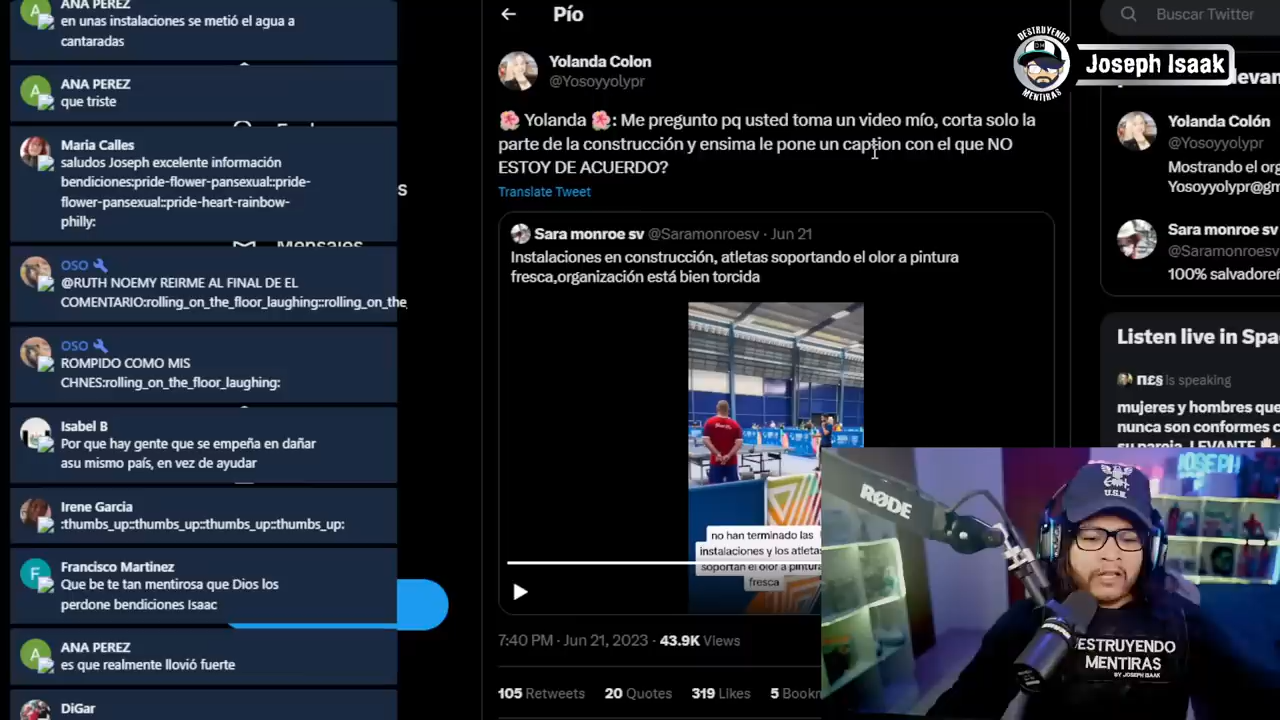 ANA PEREZ
en unas instalaciones se metió el agua a
cantaradas
ANA PEREZ
que triste
Maria Calles
saludos Joseph excelente información
bendiciones:pride-flower-pansexual::pride-
flower-pansexual::pride-heart-rainbow-
philly:
OSO
@RUTH NOEMY REIRME AL FINAL DE EL
COMENTARIO:rolling_on_the_floor_laughing::rolling_on_the_
OSO
ROMPIDO COMO MIS
CHNES:rolling_on_the_floor_laughing:
Isabel B
Por que hay gente que se empeña en dañar
asu mismo país, en vez de ayudar
Irene Garcia
:thumbs_up::thumbs_up::thumbs_up::thumbs_up:
Francisco Martinez
Que be te tan mentirosa que Dios los
perdone bendiciones Isaac
ANA PEREZ
es que realmente llovió fuerte
DiGar
Mensajes
Pío
Yolanda Colon
@Yosoyyolypr
🌺 Yolanda 🌺: Me pregunto pq usted toma un video mío, corta solo la
parte de la construcción y ensima le pone un caption con el que NO
ESTOY DE ACUERDO?
Translate Tweet
Sara monroe sv @Saramonroesv · Jun 21
Instalaciones en construcción, atletas soportando el olor a pintura
fresca,organización está bien torcida
no han terminado las
instalaciones y los atletas
soportan el olor a pintura
fresca
7:40 PM · Jun 21, 2023 · 43.9K Views
105 Retweets 20 Quotes 319 Likes 5
Buscar Twitter
DESTRUYENDO
DM
MENTIRAS
Joseph Isaak
Yolanda Colón
@Yosoyyolypr
Mostrando el
Sara monroe sv
@Saramonroesv
100%
Listen live in
is speaking
mujeres y hombres que
nunca son conformes
su pareja. LEVANTE
RØDE
JOSEPH
U.S.K.
DESTRUYENDO
MENTIRAS
BY JOSEPH ISAAK